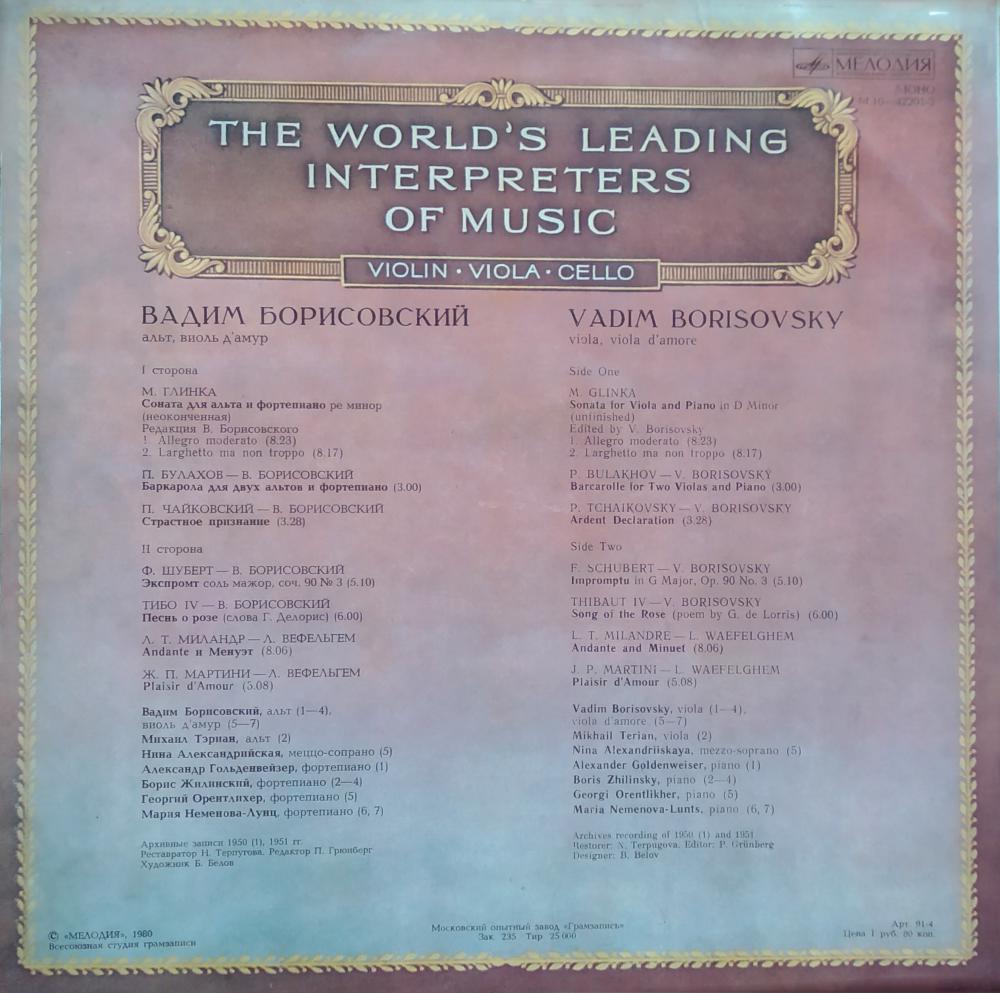 МЕЛОДИЯ
МОНО
М 10—42201-2
THE WORLD'S LEADING
INTERPRETERS
OF MUSIC
VIOLIN · VIOLA · CELLO
ВАДИМ БОРИСОВСКИЙ
альт, виоль д'амур
I сторона
М. ГЛИНКА
Соната для альта и фортепиано ре минор
(неоконченная)
Редакция В. Борисовского
1. Allegro moderato (8.23)
2. Larghetto ma non troppo (8.17)
П. БУЛАХОВ — В. БОРИСОВСКИЙ
Баркарола для двух альтов и фортепиано (3.00)
П. ЧАЙКОВСКИЙ — В. БОРИСОВСКИЙ
Страстное признание (3.28)
II сторона
Ф. ШУБЕРТ — В. БОРИСОВСКИЙ
Экспромт соль мажор, соч. 90 № 3 (5.10)
ТИБО IV — В. БОРИСОВСКИЙ
Песнь о розе (слова Г. Делорис) (6.00)
Л. Т. МИЛАНДР — Л. ВЕФЕЛЬГЕМ
Andante и Менуэт (8.06)
Ж. П. МАРТИНИ — Л. ВЕФЕЛЬГЕМ
Plaisir d'Amour (5.08)
Вадим Борисовский, альт (1—4),
виоль д'амур (5—7)
Михаил Тэриан, альт (2)
Нина Александрийская, меццо-сопрано (5)
Александр Гольденвейзер, фортепиано (1)
Борис Жилинский, фортепиано (2—4)
Георгий Орентлихер, фортепиано (5)
Мария Неменова-Лунц, фортепиано (6, 7)
Архивные записи 1950 (1), 1951 гг.
Реставратор Н. Терпугова. Редактор П. Грюнберг
Художник Б. Белов
VADIM BORISOVSKY
viola, viola d'amore
Side One
M. GLINKA
Sonata for Viola and Piano in D Minor
(unfinished)
Edited by V. Borisovsky
1. Allegro moderato (8.23)
2. Larghetto ma non troppo (8.17)
P. BULAKHOV — V. BORISOVSKY
Barcarolle for Two Violas and Piano (3.00)
P. TCHAIKOVSKY — V. BORISOVSKY
Ardent Declaration (3.28)
Side Two
F. SCHUBERT — V. BORISOVSKY
Impromptu in G Major, Op. 90 No. 3 (5.10)
THIBAUT IV — V. BORISOVSKY
Song of the Rose (poem by G. de Lorris) (6.00)
L. T. MILANDRE — L. WAEFELGHEM
Andante and Minuet (8.06)
J. P. MARTINI — L. WAEFELGHEM
Plaisir d'Amour (5.08)
Vadim Borisovsky, viola (1—4),
viola d'amore (5—7)
Mikhail Terian, viola (2)
Nina Alexandriiskaya, mezzo-soprano (5)
Alexander Goldenweiser, piano (1)
Boris Zhilinsky, piano (2—4)
Georgi Orentlikher, piano (5)
Maria Nemenova-Lunts, piano (6, 7)
Archives recording of 1950 (1) and 1951
Restorer: N. Terpugova. Editor: P. Grünberg
Designer: B. Belov
© «МЕЛОДИЯ», 1980
Всесоюзная студия грамзаписи
Московский опытный завод «Грамзапись»
Зак. 235 Тир 25 000
Арт. 91-4
Цена 1 руб. 80 коп.